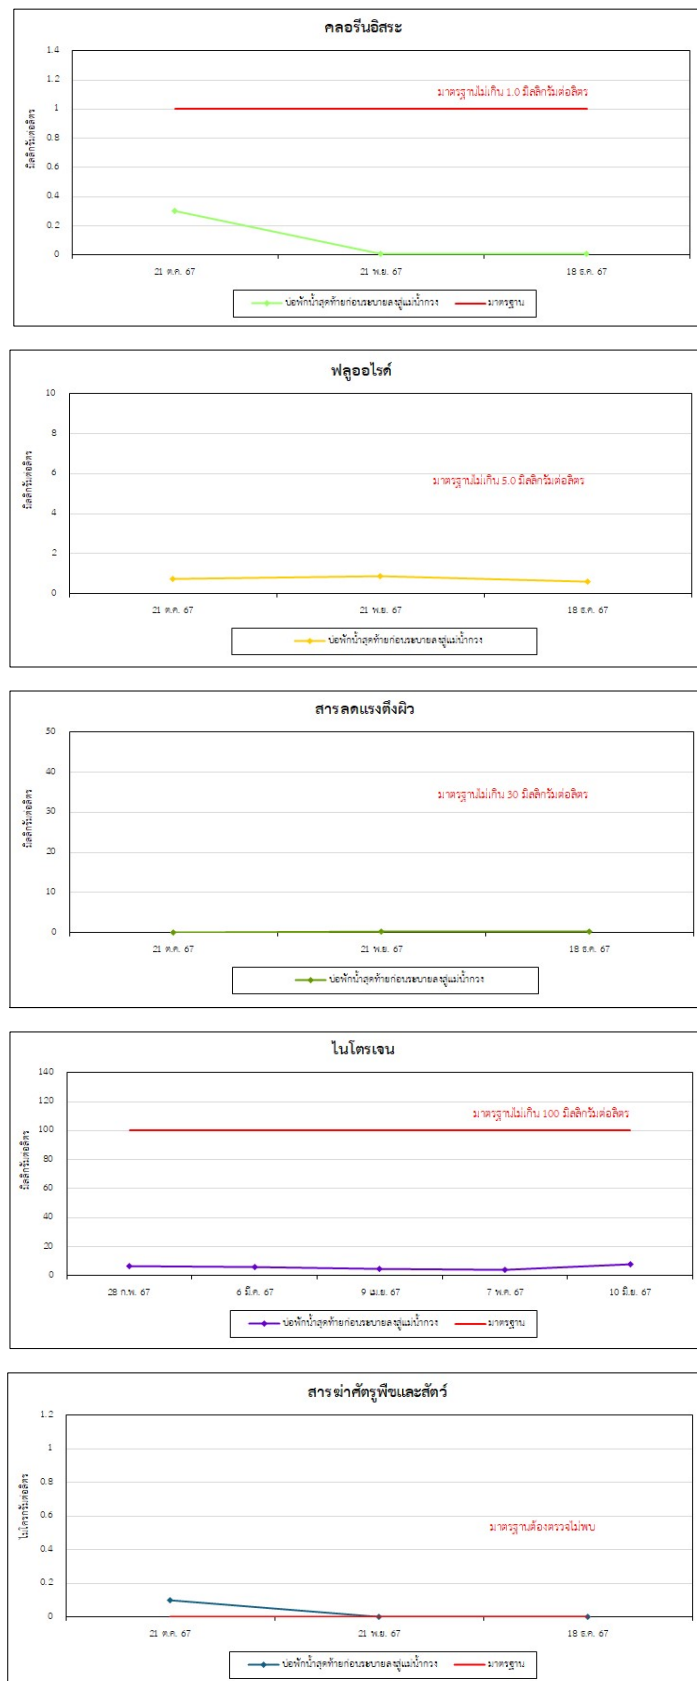 คลอรีนอิสระ
มิลลิกรัมต่อลิตร
1.4
1.2
1
0.8
0.6
0.4
0.2
0
มาตรฐานไม่เกิน 1.0 มิลลิกรัมต่อลิตร
21 ต.ค. 67 21 พ.ย. 67 18 ธ.ค. 67
บ่อพักน้ำสุดท้ายก่อนระบายลงสู่แม่น้ำกวง มาตรฐาน
ฟลูออไรด์
มิลลิกรัมต่อลิตร
10
8
6
4
2
0
มาตรฐานไม่เกิน 5.0 มิลลิกรัมต่อลิตร
21 ต.ค. 67 21 พ.ย. 67 18 ธ.ค. 67
บ่อพักน้ำสุดท้ายก่อนระบายลงสู่แม่น้ำกวง
สารลดแรงตึงผิว
มิลลิกรัมต่อลิตร
50
40
30
20
10
0
มาตรฐานไม่เกิน 30 มิลลิกรัมต่อลิตร
21 ต.ค. 67 21 พ.ย. 67 18 ธ.ค. 67
บ่อพักน้ำสุดท้ายก่อนระบายลงสู่แม่น้ำกวง
ไนโตรเจน
มิลลิกรัมต่อลิตร
140
120
100
80
60
40
20
0
มาตรฐานไม่เกิน 100 มิลลิกรัมต่อลิตร
28 ก.พ. 67 6 มี.ค. 67 9 เม.ย. 67 7 พ.ค. 67 10 มิ.ย. 67
บ่อพักน้ำสุดท้ายก่อนระบายลงสู่แม่น้ำกวง มาตรฐาน
สารฆ่าศัตรูพืชและสัตว์
ไมโครกรัมต่อลิตร
1.2
1
0.8
0.6
0.4
0.2
0
มาตรฐานต้องตรวจไม่พบ
21 ต.ค. 67 21 พ.ย. 67 18 ธ.ค. 67
บ่อพักน้ำสุดท้ายก่อนระบายลงสู่แม่น้ำกวง มาตรฐาน